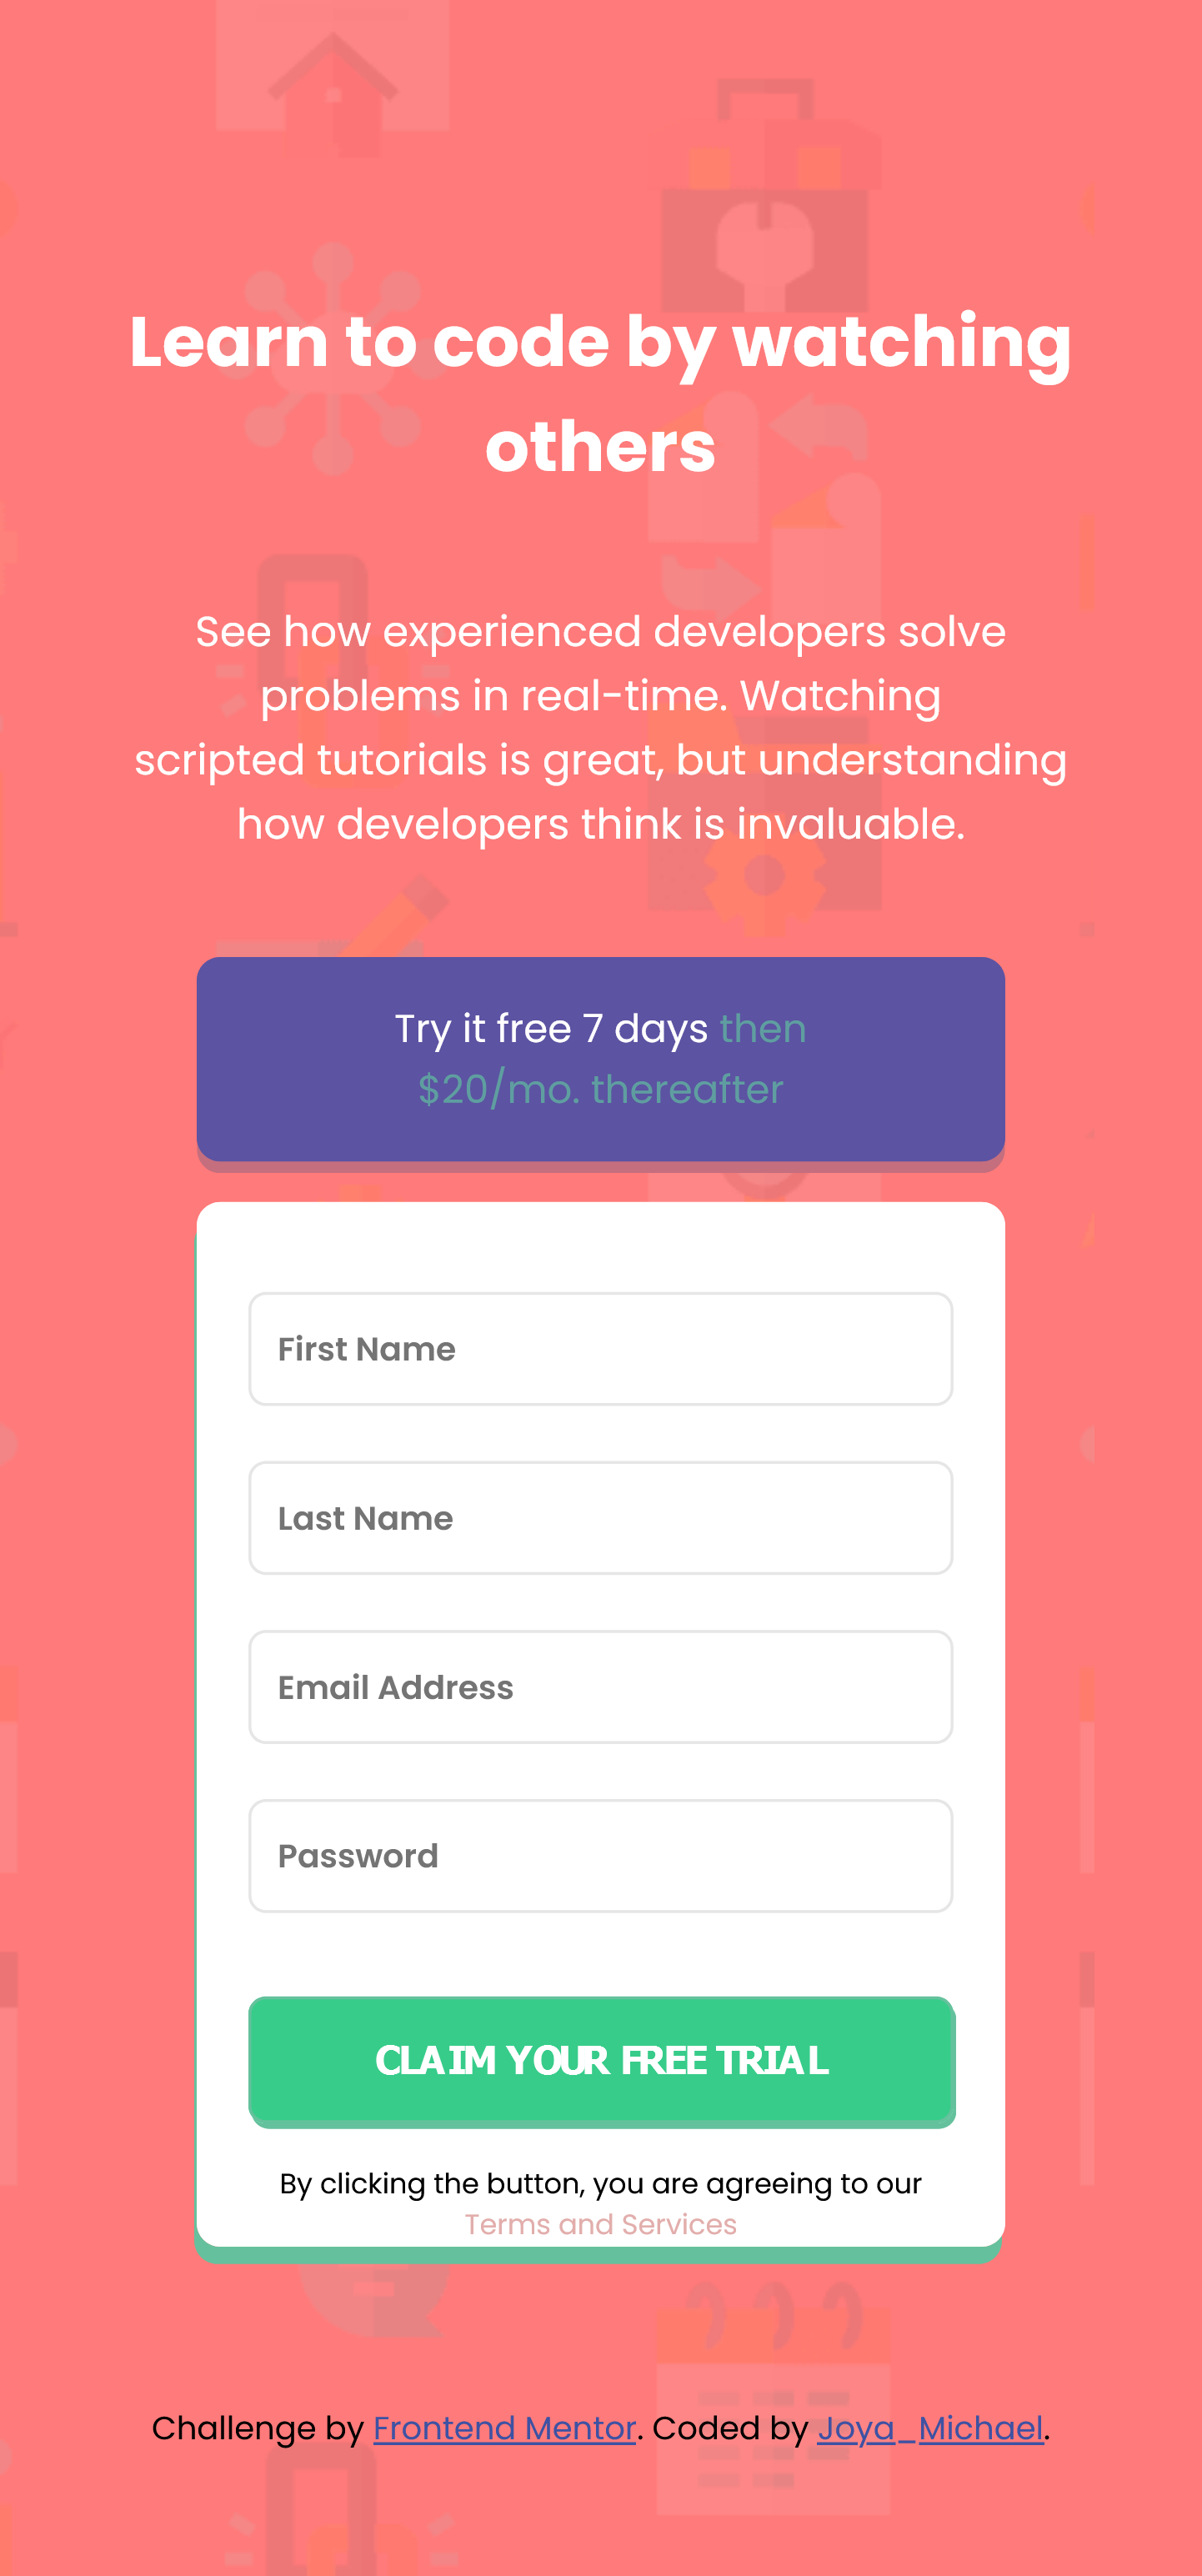 Learn to code by watching
others
See how experienced developers solve
problems in real-time. Watching
scripted tutorials is great, but understanding
how developers think is invaluable.
Try it free 7 days then
$20/mo. thereafter
First Name
Last Name
Email Address
Password
CLAIM YOUR FREE TRIAL
By clicking the button, you are agreeing to our
Terms and Services
Challenge by Frontend Mentor. Coded by Joya_Michael.